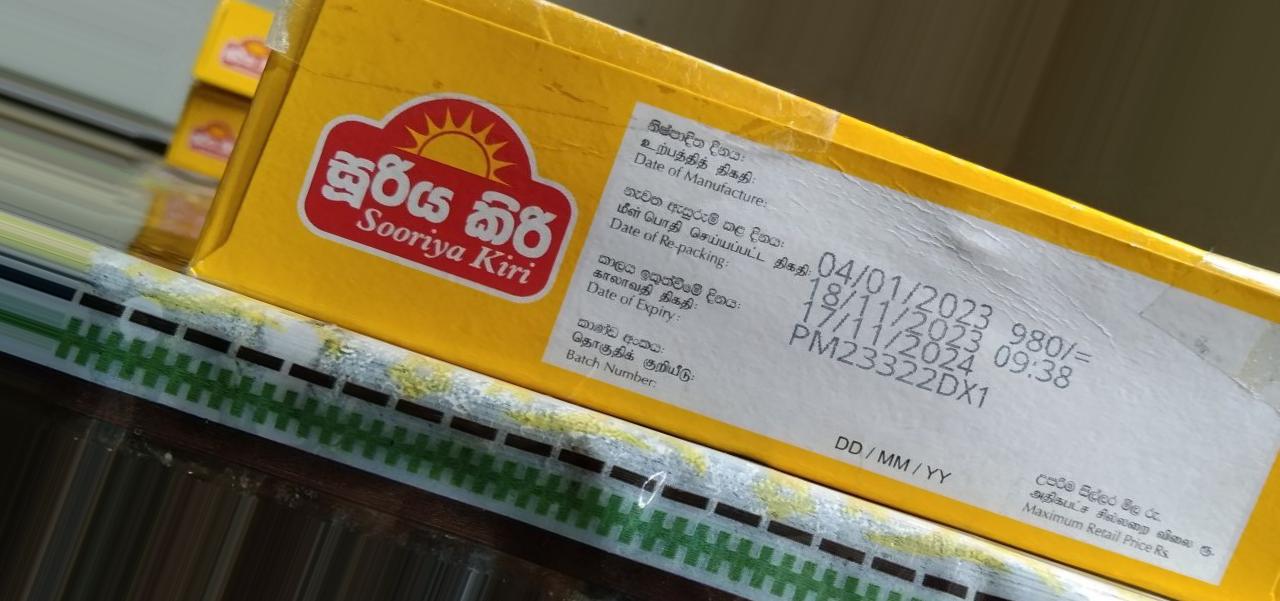 සූරිය කිරි
Sooriya Kiri
නිෂ්පාදිත දිනය:
உற்பத்தித் திகதி:
Date of Manufacture:
නැවත ඇසුරුම් කළ දිනය:
மீள் பொதி செய்யப்பட்ட திகதி:
Date of Re-packing:
කාලය ඉකුත්වීමේ දිනය:
காலாவதி திகதி:
Date of Expiry:
කාණ්ඩ අංකය:
தொகுதிக் குறியீடு:
Batch Number:
04/01/2023 980/=
18/11/2023 09:38
17/11/2024
PM23322DX1
DD / MM / YY
උපරිම සිල්ලර මිල රු.
அதிகபட்ச சில்லறை விலை ரூ.
Maximum Retail Price Rs.